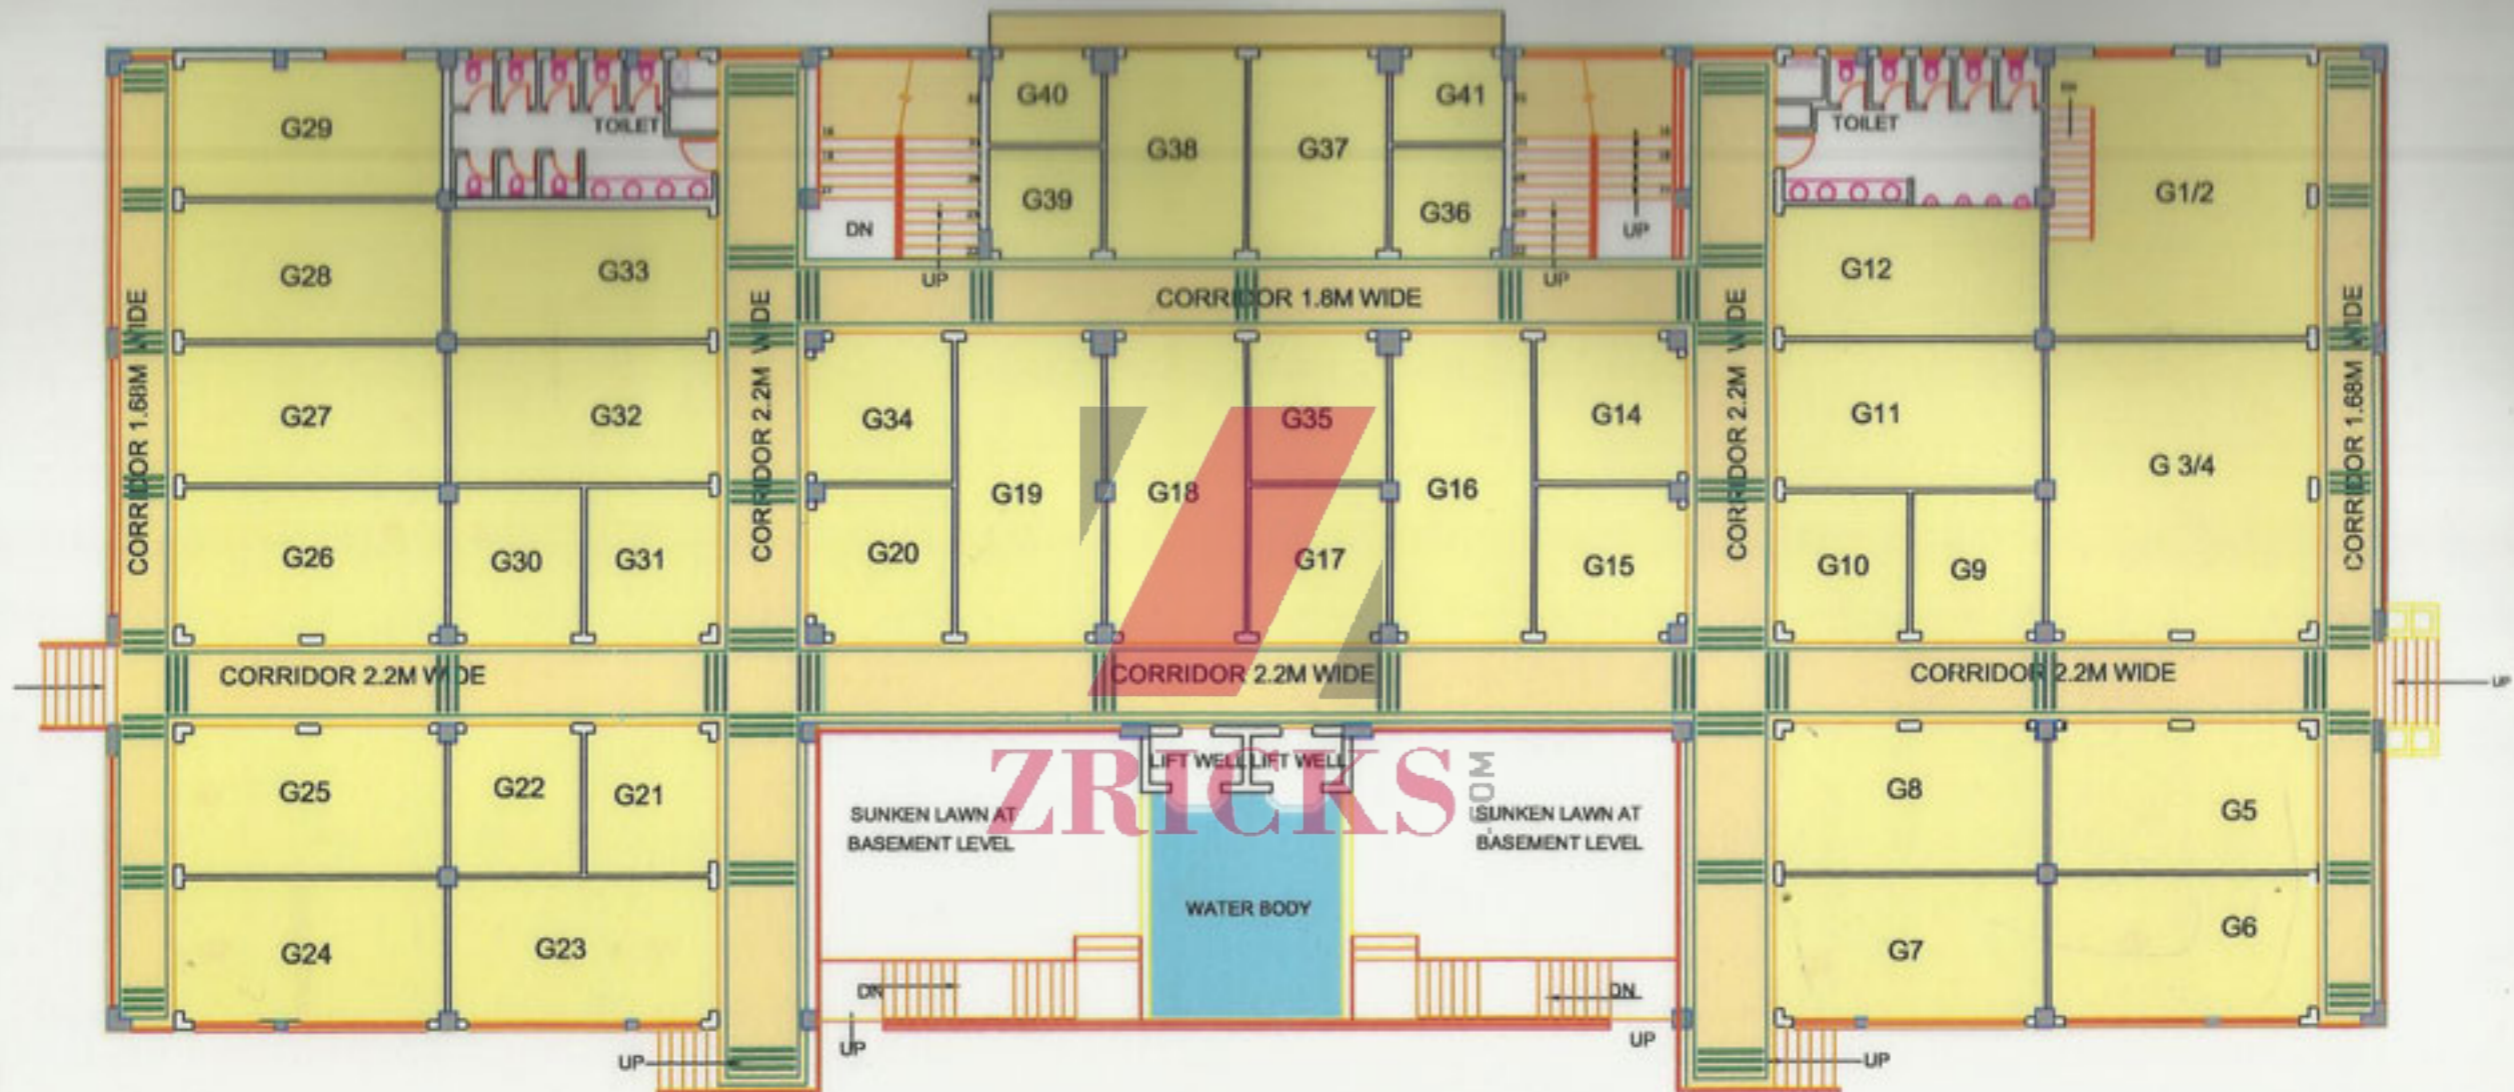 G40
G41
G29
TOILET
TOILET
G38
G37
G1/2
G39
G36
DN
UP
G28
G33
G12
UP
UP
CORRIDOR 1.8M WIDE
CORRIDOR 1.68M WIDE
CORRIDOR 2.2M WIDE
CORRIDOR 2.2M WIDE
CORRIDOR 1.68M WIDE
G27
G32
G34
G35
G14
G11
G 3/4
G19
G18
G16
G26
G30
G31
G20
G17
G15
G10
G9
CORRIDOR 2.2M WIDE
CORRIDOR 2.2M WIDE
CORRIDOR 2.2M WIDE
UP
LIFT WELL
LIFT WELL
ZRICKS
.COM
G25
G22
G21
G8
G5
SUNKEN LAWN AT
BASEMENT LEVEL
SUNKEN LAWN AT
BASEMENT LEVEL
WATER BODY
G24
G23
G7
G6
DN
DN
UP
UP
UP
UP